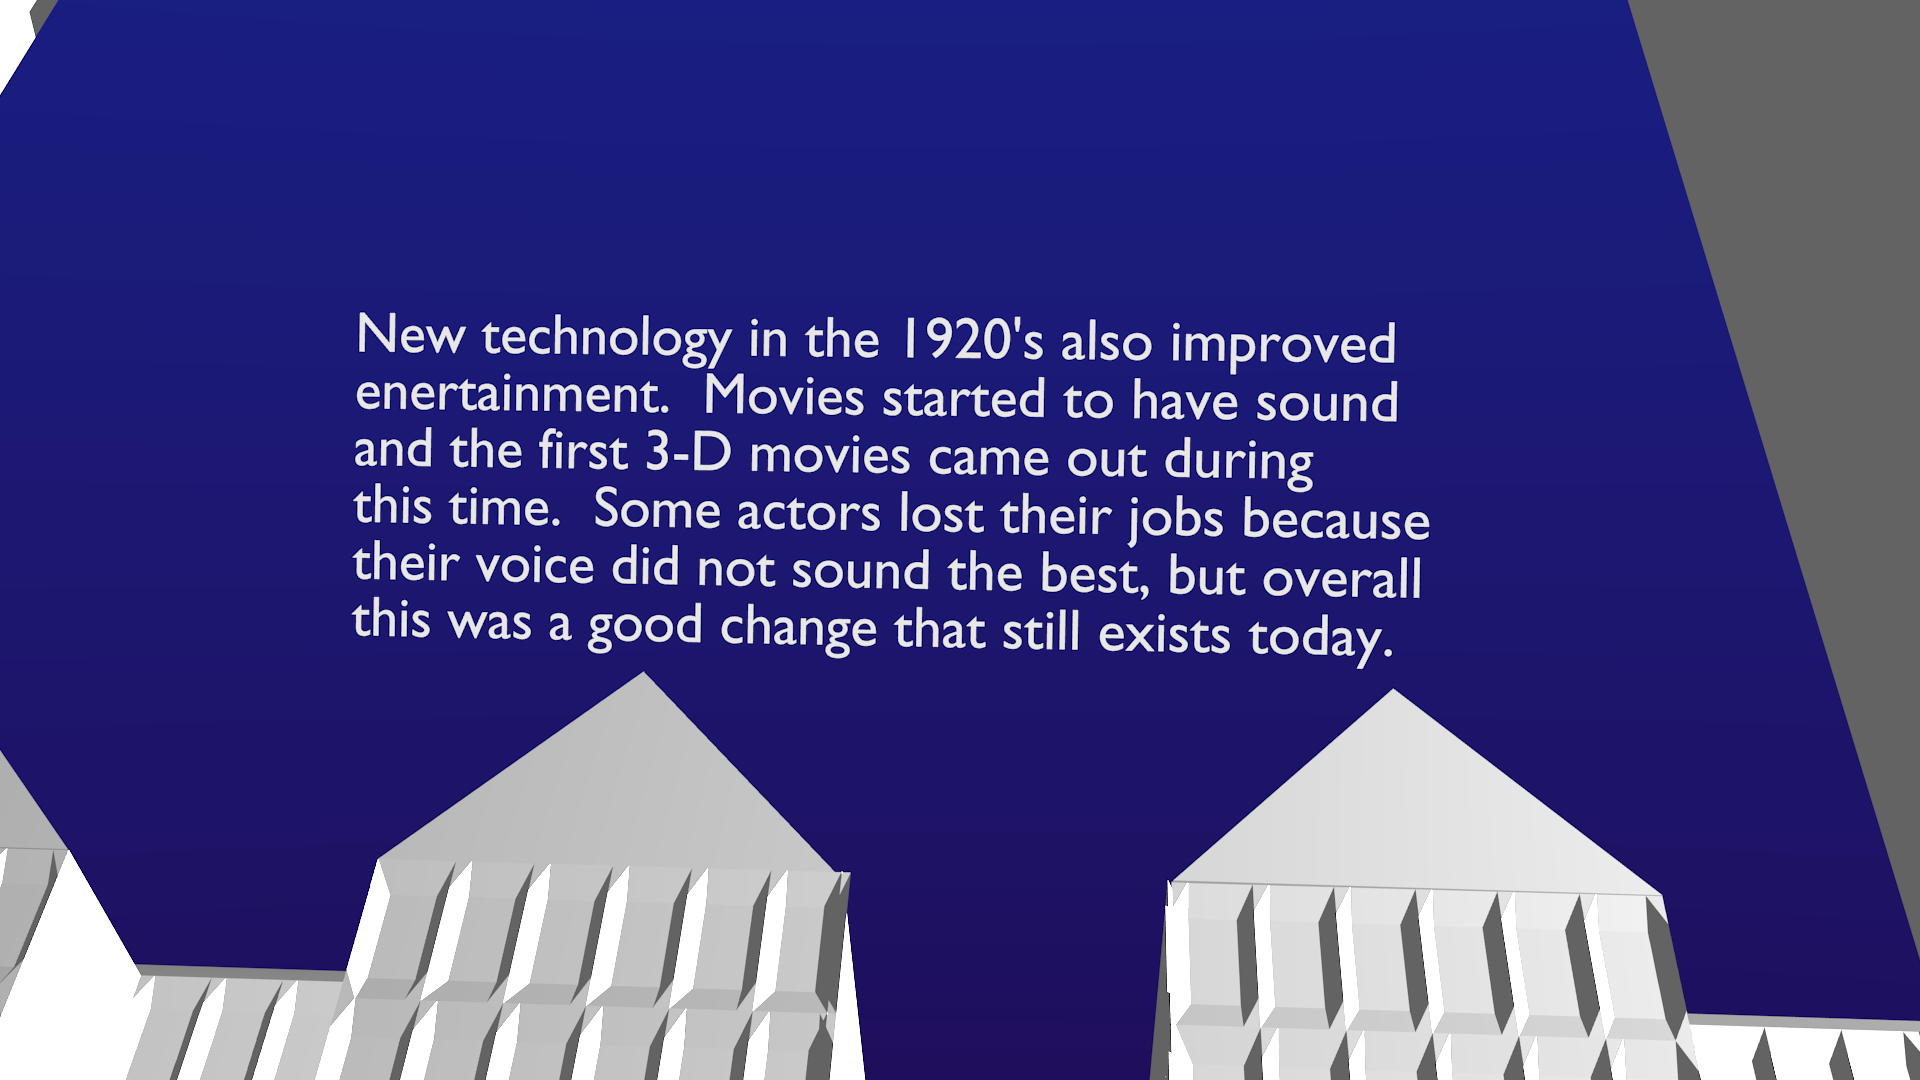 New technology in the 1920's also improved
enertainment.  Movies started to have sound
and the first 3-D movies came out during
this time.  Some actors lost their jobs because
their voice did not sound the best, but overall
this was a good change that still exists today.